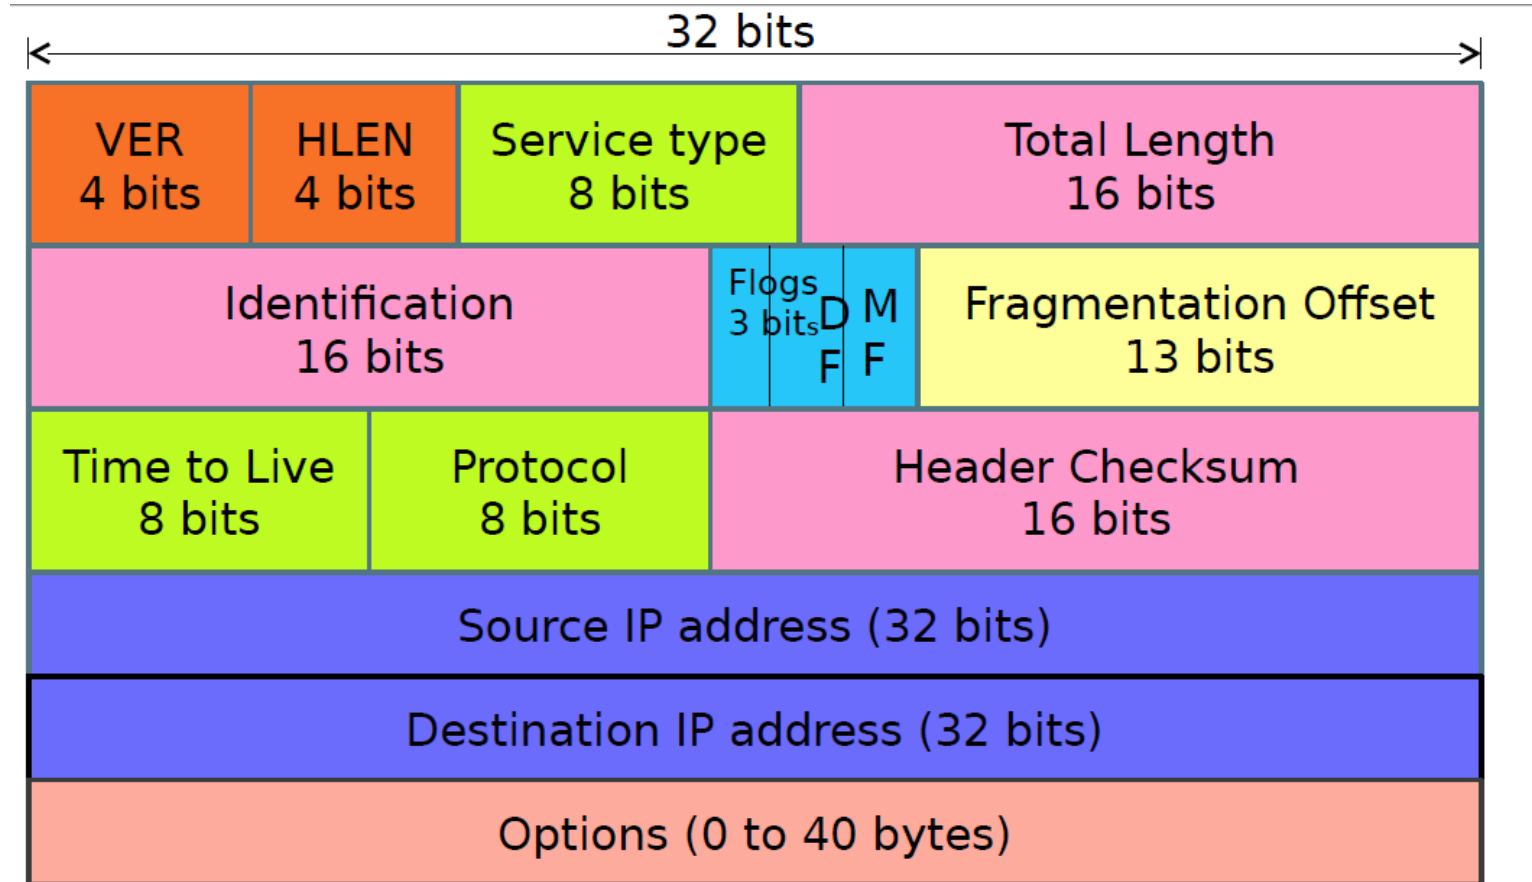 32 bits
VER
4 bits
HLEN
4 bits
Service type
8 bits
Total Length
16 bits
Identification
16 bits
Flogs
3 bits
D
F
M
F
Fragmentation Offset
13 bits
Time to Live
8 bits
Protocol
8 bits
Header Checksum
16 bits
Source IP address (32 bits)
Destination IP address (32 bits)
Options (0 to 40 bytes)